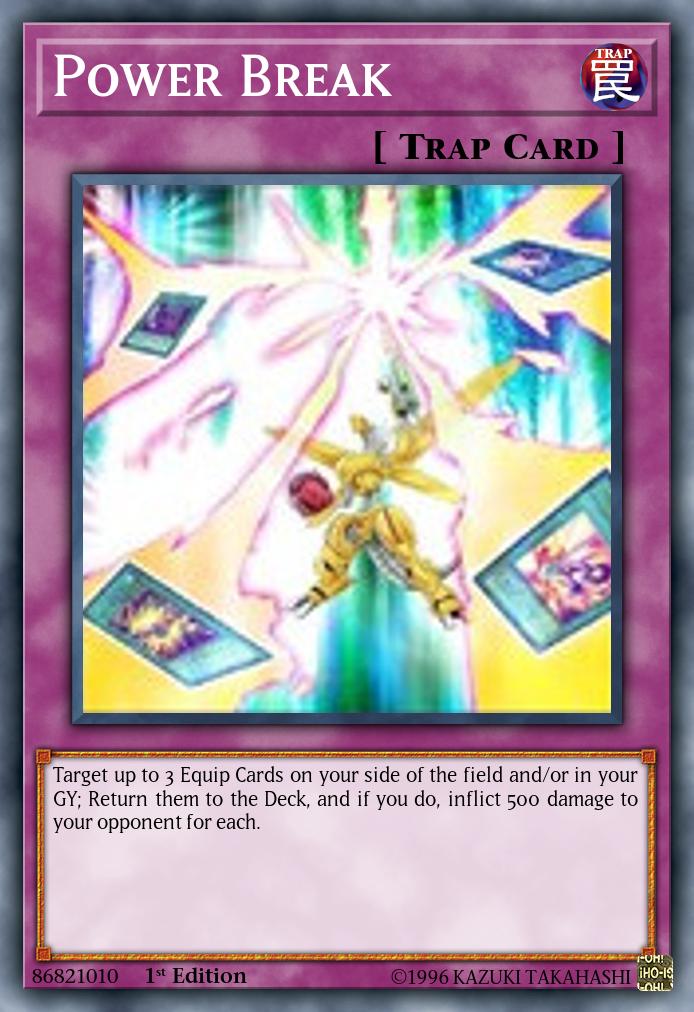 Power Break
TRAP
罠
[ Trap Card ]
Target up to 3 Equip Cards on your side of the field and/or in your
GY; Return them to the Deck, and if you do, inflict 500 damage to
your opponent for each.
86821010 1st Edition ©1996 KAZUKI TAKAHASHI